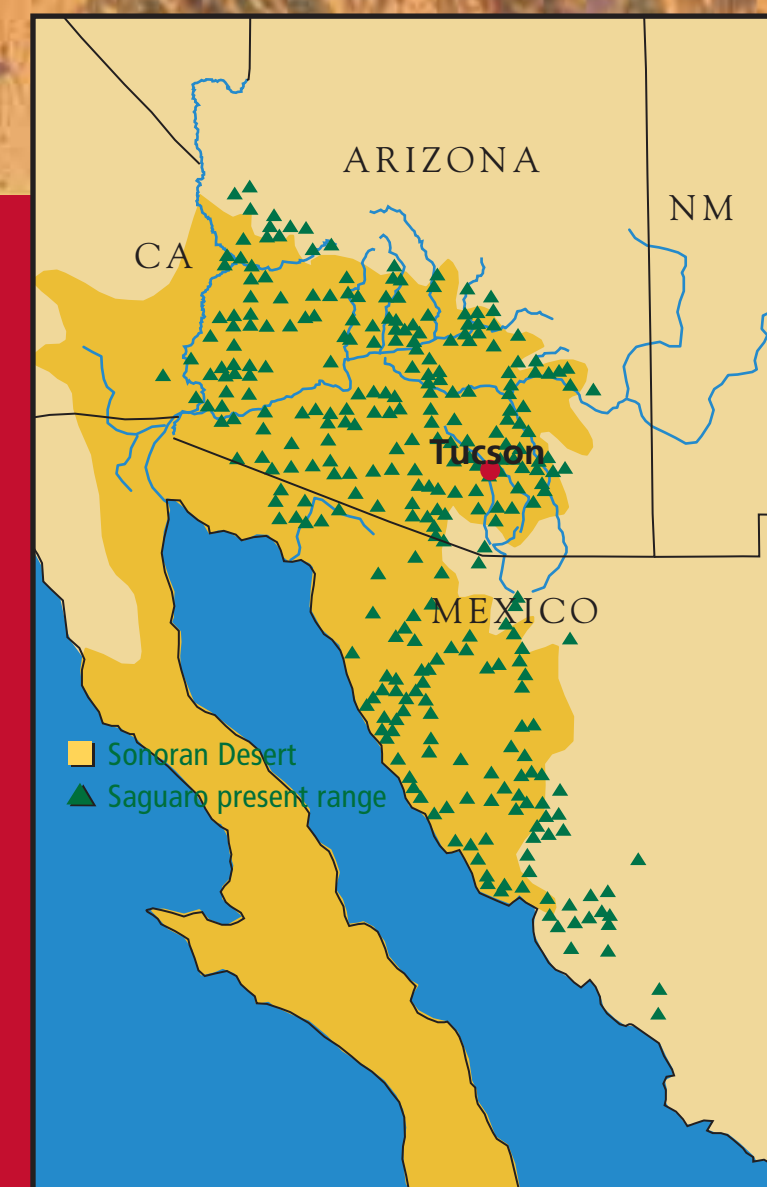 ARIZONA
NM
CA
Tucson
MEXICO
Sonoran Desert
Saguaro present range